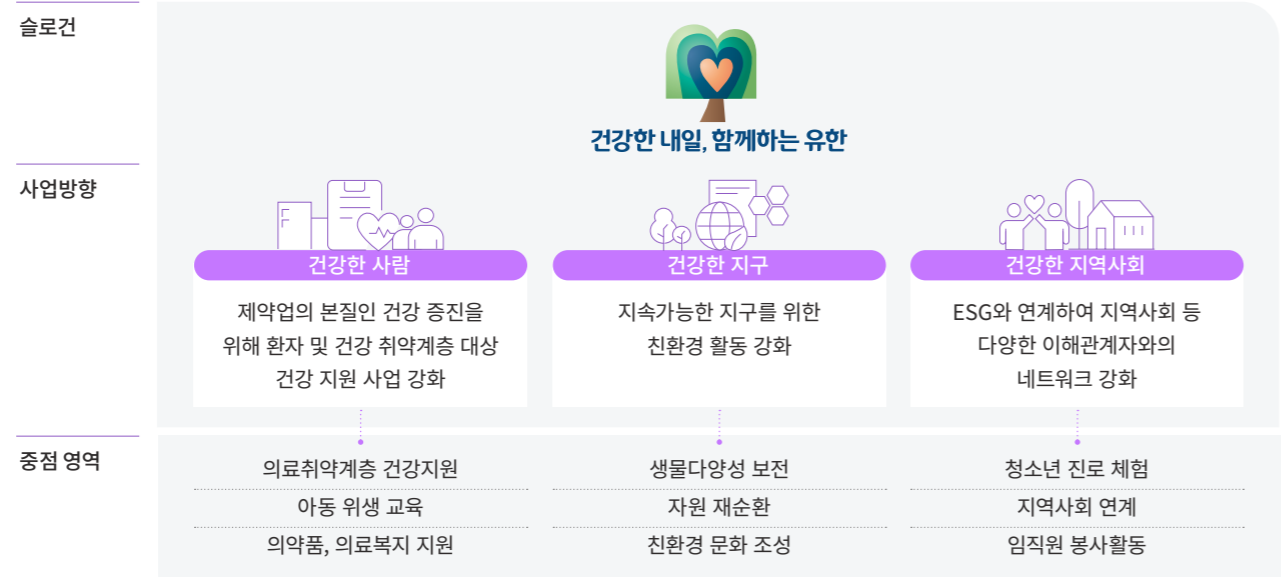 슬로건
건강한 내일, 함께하는 유한
사업방향
건강한 사람
제약업의 본질인 건강 증진을
위해 환자 및 건강 취약계층 대상
건강 지원 사업 강화
건강한 지구
지속가능한 지구를 위한
친환경 활동 강화
건강한 지역사회
ESG와 연계하여 지역사회 등
다양한 이해관계자와의
네트워크 강화
중점 영역
의료취약계층 건강지원
아동 위생 교육
의약품, 의료복지 지원
생물다양성 보전
자원 재순환
친환경 문화 조성
청소년 진로 체험
지역사회 연계
임직원 봉사활동